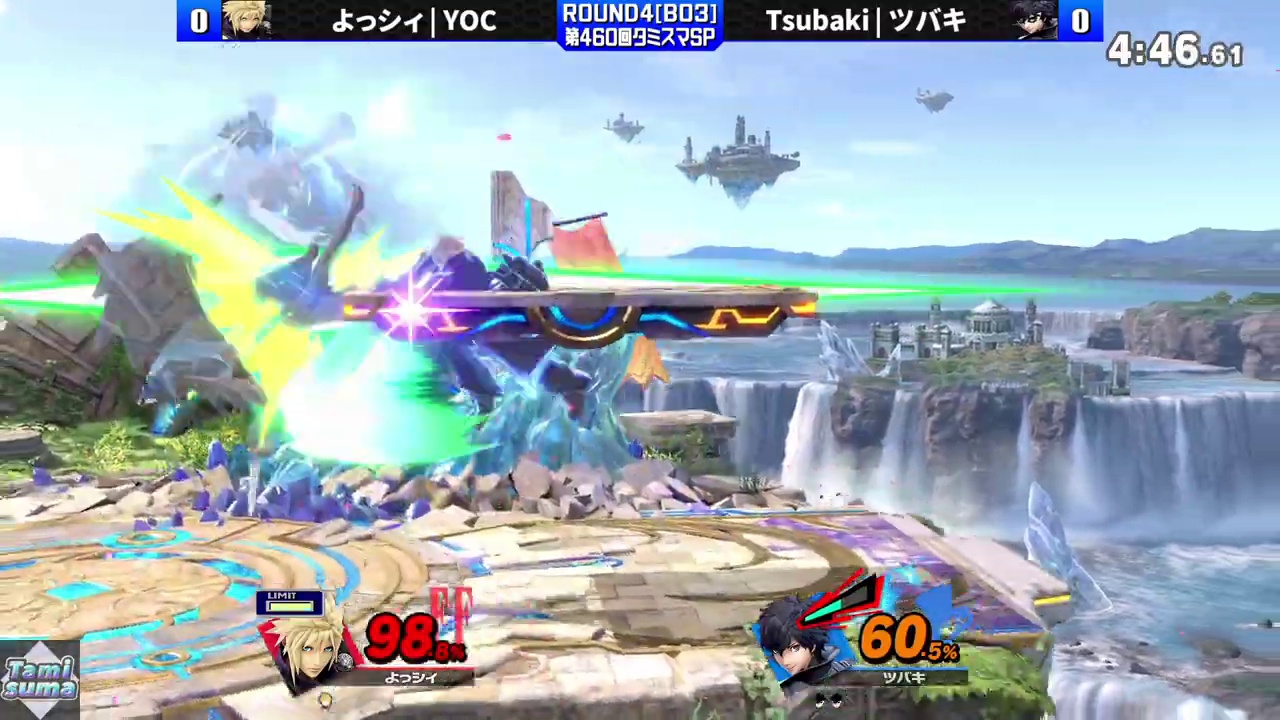 0 よっシィ | YOC
ROUND4[BO3]
第460回タミスマSP
Tsubaki | ツバキ 0
4:46.61
LIMIT
98.8%
よっシィ
60.5%
ツバキ
Tami
suma